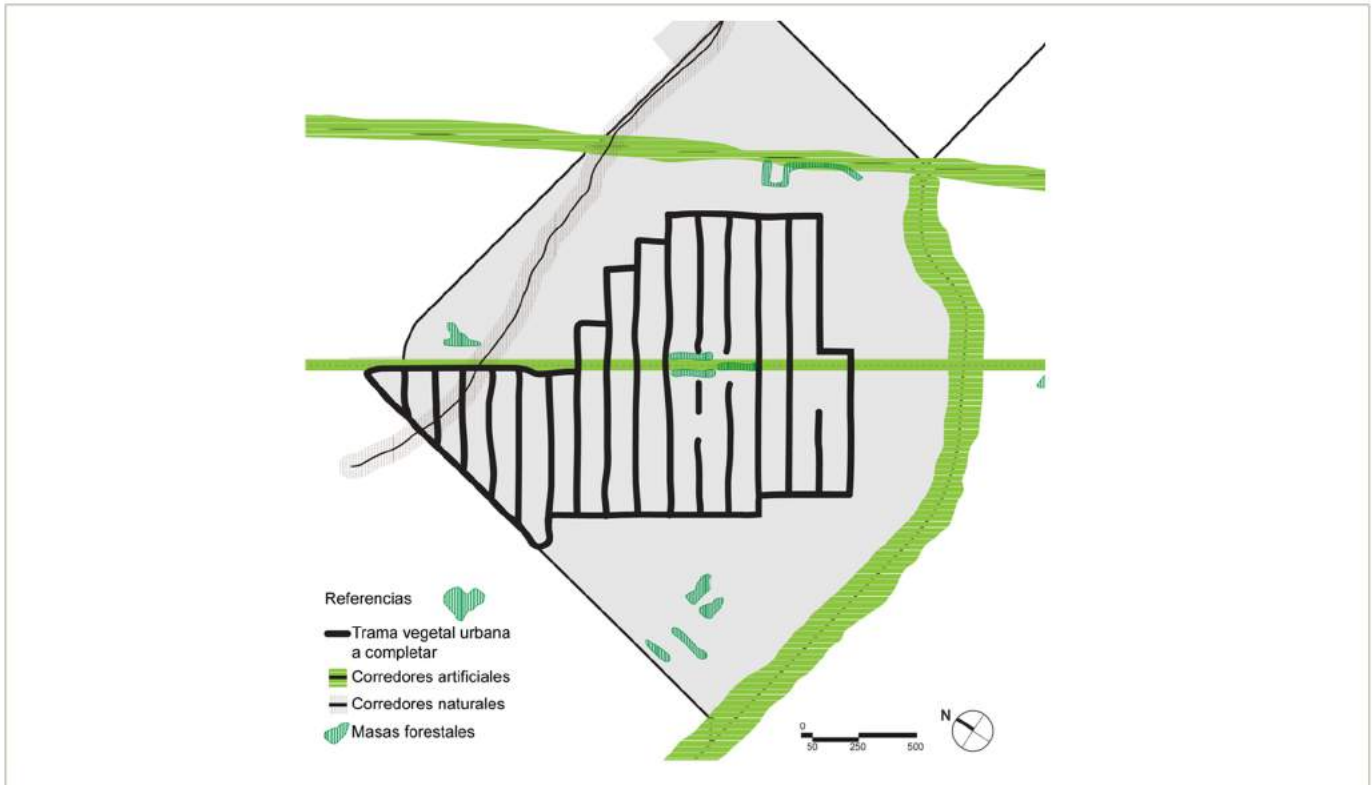 Referencias
Trama vegetal urbana
a completar
Corredores artificiales
Corredores naturales
Masas forestales
0
50 250 500
N